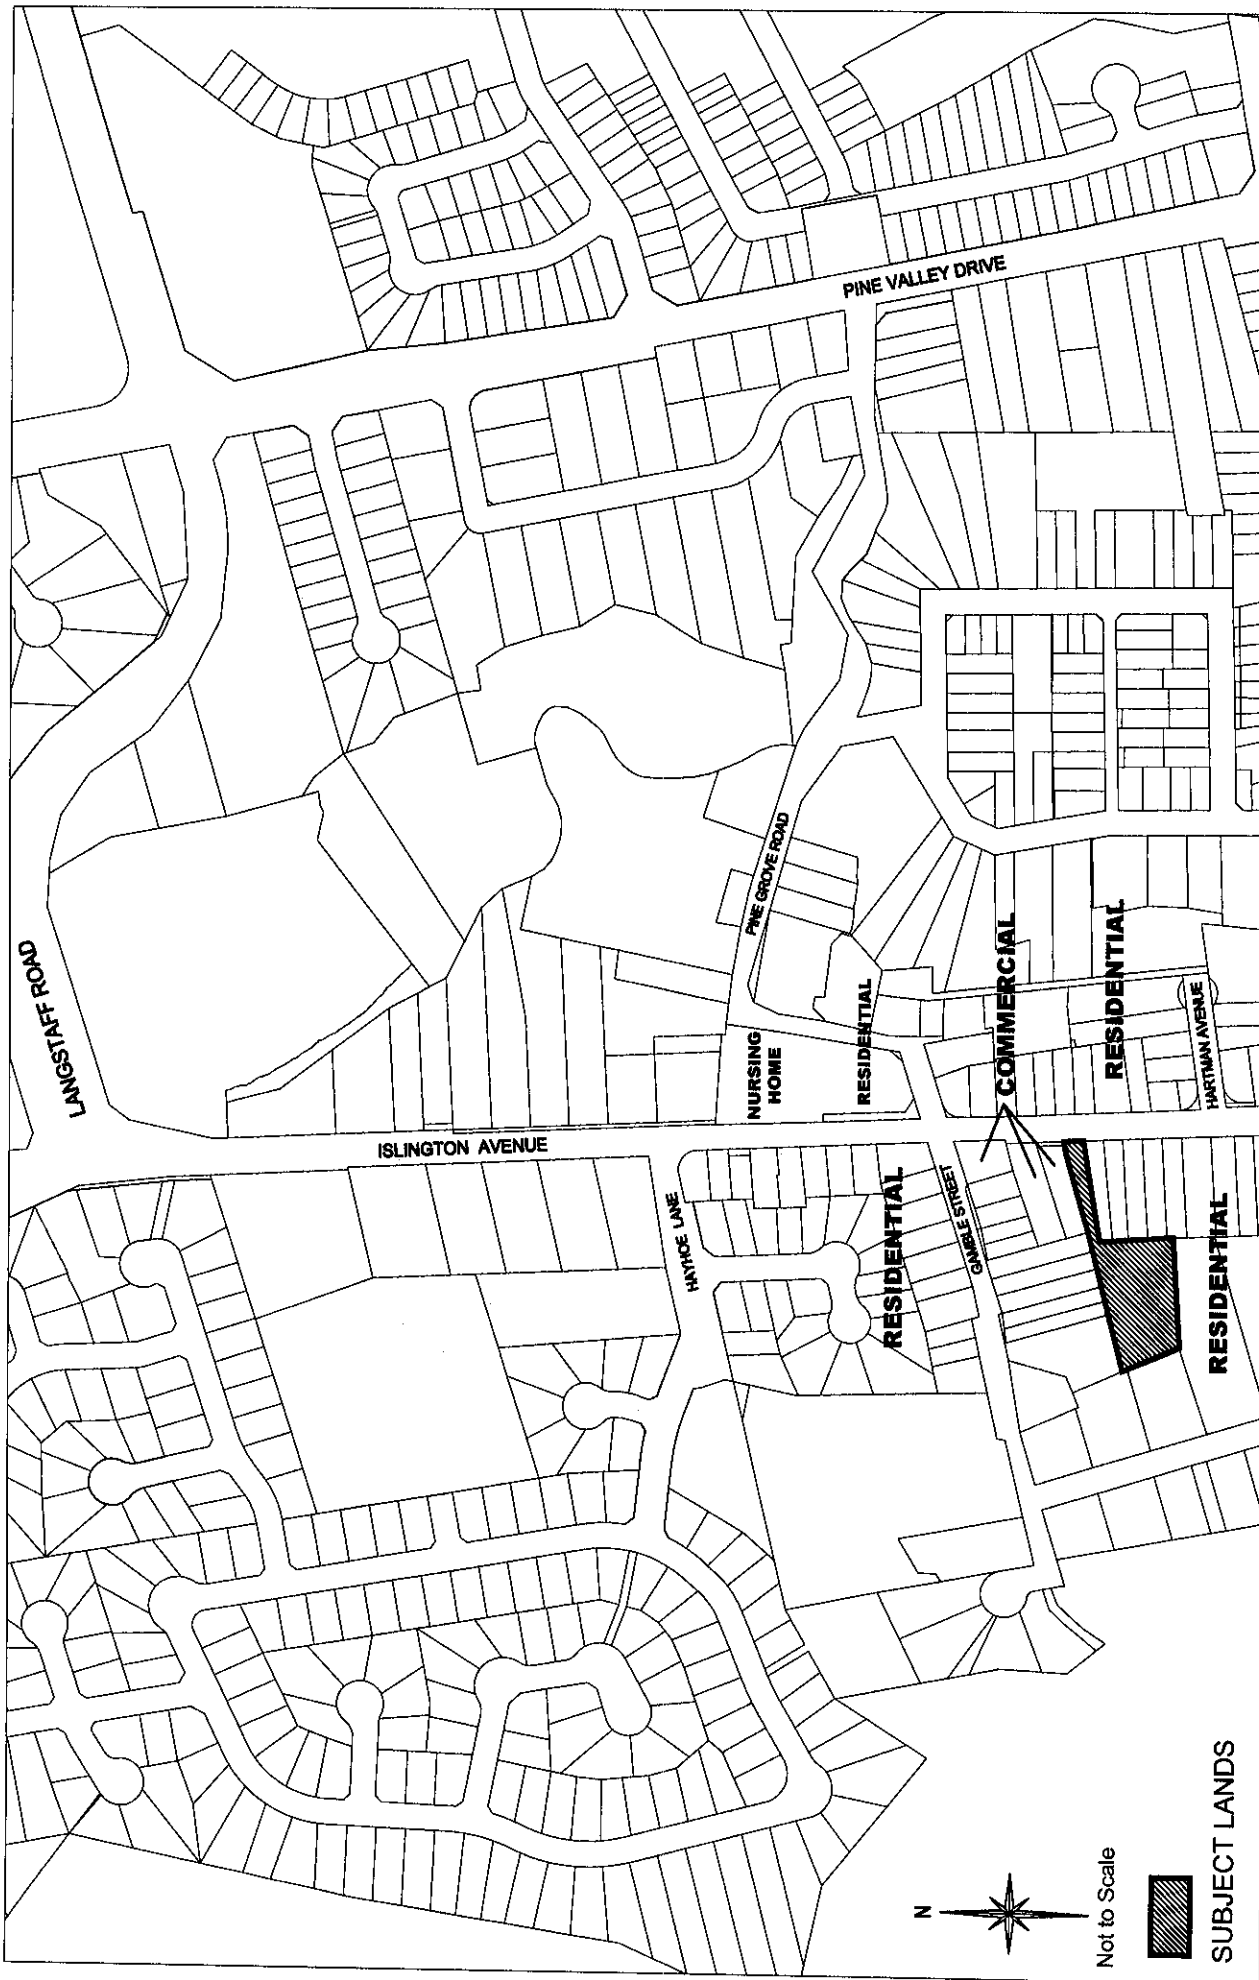 LANGSTAFF ROAD
PINE VALLEY DRIVE
ISLINGTON AVENUE
PINE GROVE ROAD
HAYHOE LANE
NURSING
HOME
RESIDENTIAL
RESIDENTIAL
GAMBLE STREET
COMMERCIAL
RESIDENTIAL
HARTMAN AVENUE
RESIDENTIAL
N
Not to Scale
SUBJECT LANDS